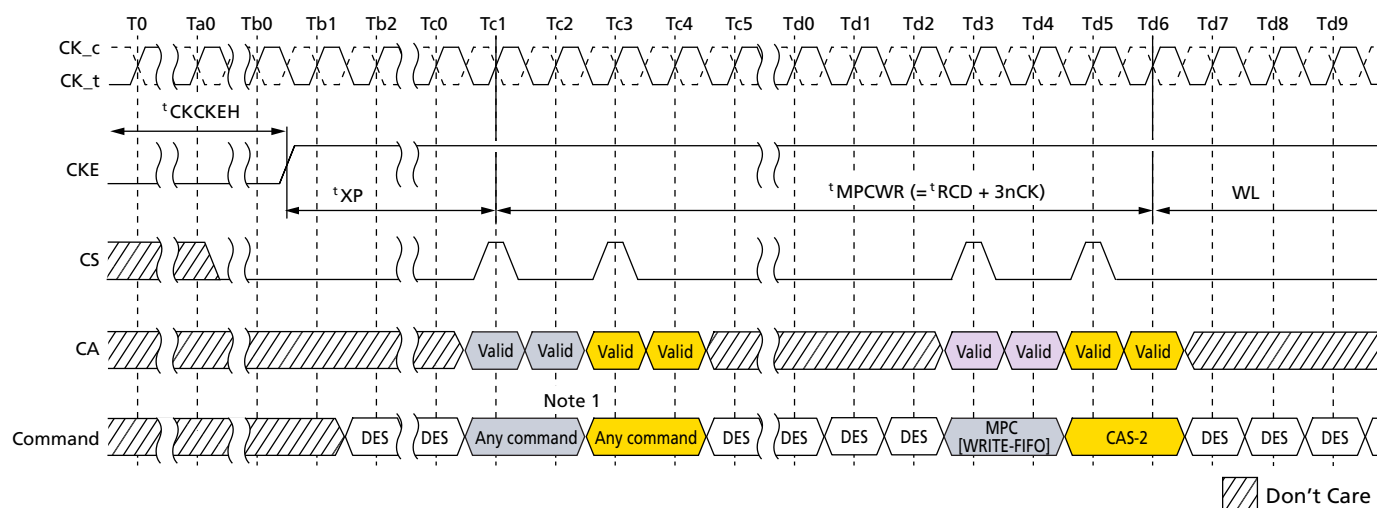 T0 Ta0 Tb0 Tb1 Tb2 Tc0 Tc1 Tc2 Tc3 Tc4 Tc5 Td0 Td1 Td2 Td3 Td4 Td5 Td6 Td7 Td8 Td9
CK_c
CK_t
tCKCKEH
CKE
tXP tMPCWR (= tRCD + 3nCK) WL
CS
CA Valid Valid Valid Valid Valid Valid Valid Valid
Note 1
Command DES DES Any command Any command DES DES DES DES MPC [WRITE-FIFO] CAS-2 DES DES DES
Don't Care